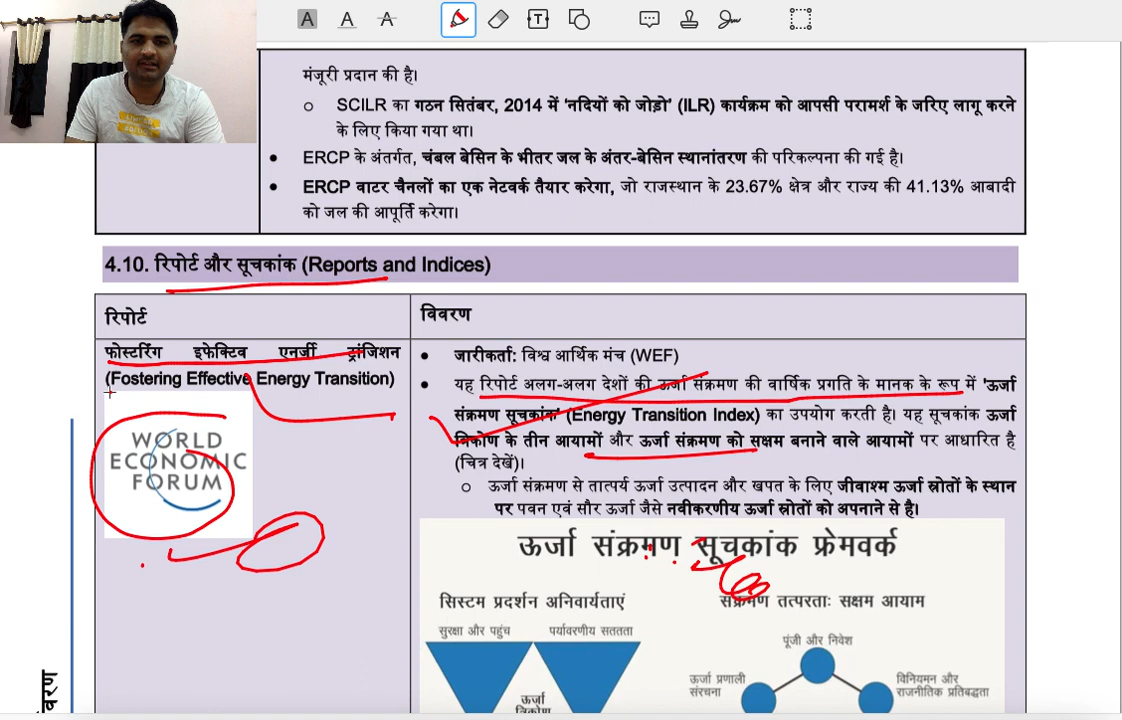 A A A T
LIMITED
EDITION
मंजूरी प्रदान की है।
o SCILR का गठन सितंबर, 2014 में 'नदियों को जोड़ो' (ILR) कार्यक्रम को आपसी परामर्श के जरिए लागू करने
के लिए किया गया था।
• ERCP के अंतर्गत, चंबल बेसिन के भीतर जल के अंतर-बेसिन स्थानांतरण की परिकल्पना की गई है।
• ERCP वाटर चैनलों का एक नेटवर्क तैयार करेगा, जो राजस्थान के 23.67% क्षेत्र और राज्य की 41.13% आबादी
को जल की आपूर्ति करेगा।
4.10. रिपोर्ट और सूचकांक (Reports and Indices)
रिपोर्ट
विवरण
फोस्टरिंग इफेक्टिव एनर्जी ट्रांजिशन
(Fostering Effective Energy Transition)
WORLD
ECONOMIC
FORUM
• जारीकर्ता: विश्व आर्थिक मंच (WEF)
• यह रिपोर्ट अलग-अलग देशों की ऊर्जा संक्रमण की वार्षिक प्रगति के मानक के रूप में 'ऊर्जा
संक्रमण सूचकांक' (Energy Transition Index) का उपयोग करती है। यह सूचकांक ऊर्जा
त्रिकोण के तीन आयामों और ऊर्जा संक्रमण को सक्षम बनाने वाले आयामों पर आधारित है
(चित्र देखें)।
o ऊर्जा संक्रमण से तात्पर्य ऊर्जा उत्पादन और खपत के लिए जीवाश्म ऊर्जा स्रोतों के स्थान
पर पवन एवं सौर ऊर्जा जैसे नवीकरणीय ऊर्जा स्रोतों को अपनाने से है।
ऊर्जा संक्रमण सूचकांक फ्रेमवर्क
सिस्टम प्रदर्शन अनिवार्यताएं
संक्रमण तत्परताः सक्षम आयाम
सुरक्षा और पहुंच
पर्यावरणीय सततता
पूंजी और निवेश
ऊर्जा प्रणाली
संरचना
विनियमन और
राजनीतिक प्रतिबद्धता
ऊर्जा
त्रिकोण
वरण